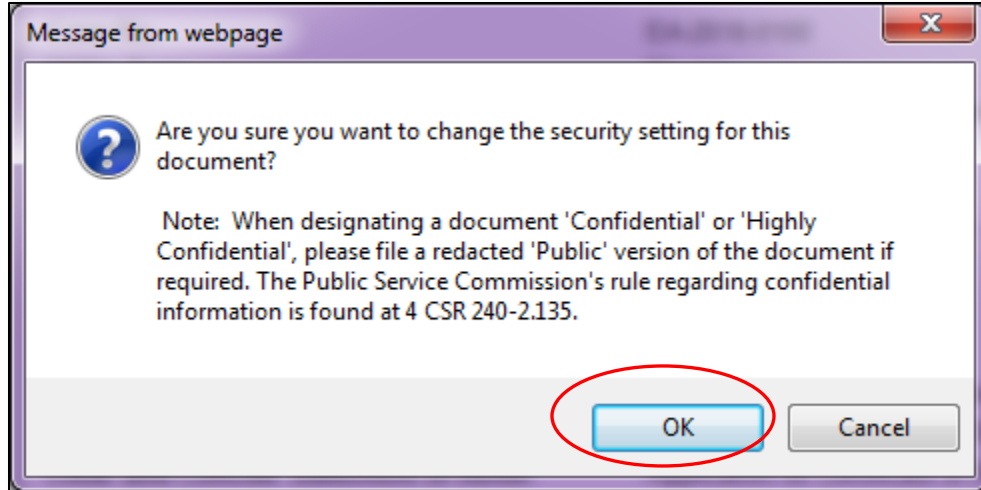 Message from webpage
Are you sure you want to change the security setting for this
document?
Note: When designating a document 'Confidential' or 'Highly
Confidential', please file a redacted 'Public' version of the document if
required. The Public Service Commission's rule regarding confidential
information is found at 4 CSR 240-2.135.
OK
Cancel